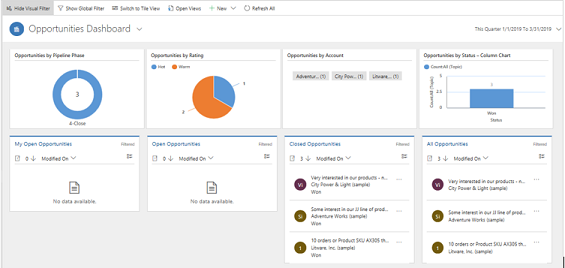 Hide Visual Filter
Show Global Filter
Switch to Tile View
Open Views
New
Refresh All
Opportunities Dashboard
This Quarter 1/1/2019 To 3/31/2019
Opportunities by Pipeline Phase
3
4-Close
Opportunities by Rating
Hot
Warm
1
2
Opportunities by Account
Adventur... (1)
City Pow... (1)
Litware,... (1)
Opportunities by Status – Column Chart
Count:All (Topic)
Count:All (Topic)
5
2.5
0
3
Won
Status
My Open Opportunities
Filtered
0
Modified On
No data available.
Open Opportunities
Filtered
0
Modified On
No data available.
Closed Opportunities
Filtered
3
Modified On
Vi
Very interested in our products - n...
City Power & Light (sample)
Won
Si
Some interest in our JJ line of prod...
Adventure Works (sample)
Won
1
10 orders or Product SKU AX305 th...
Litware, Inc. (sample)
Won
All Opportunities
Filtered
3
Modified On
Vi
Very interested in our products - n...
City Power & Light (sample)
Si
Some interest in our JJ line of prod...
Adventure Works (sample)
1
10 orders or Product SKU AX305 th...
Litware, Inc. (sample)